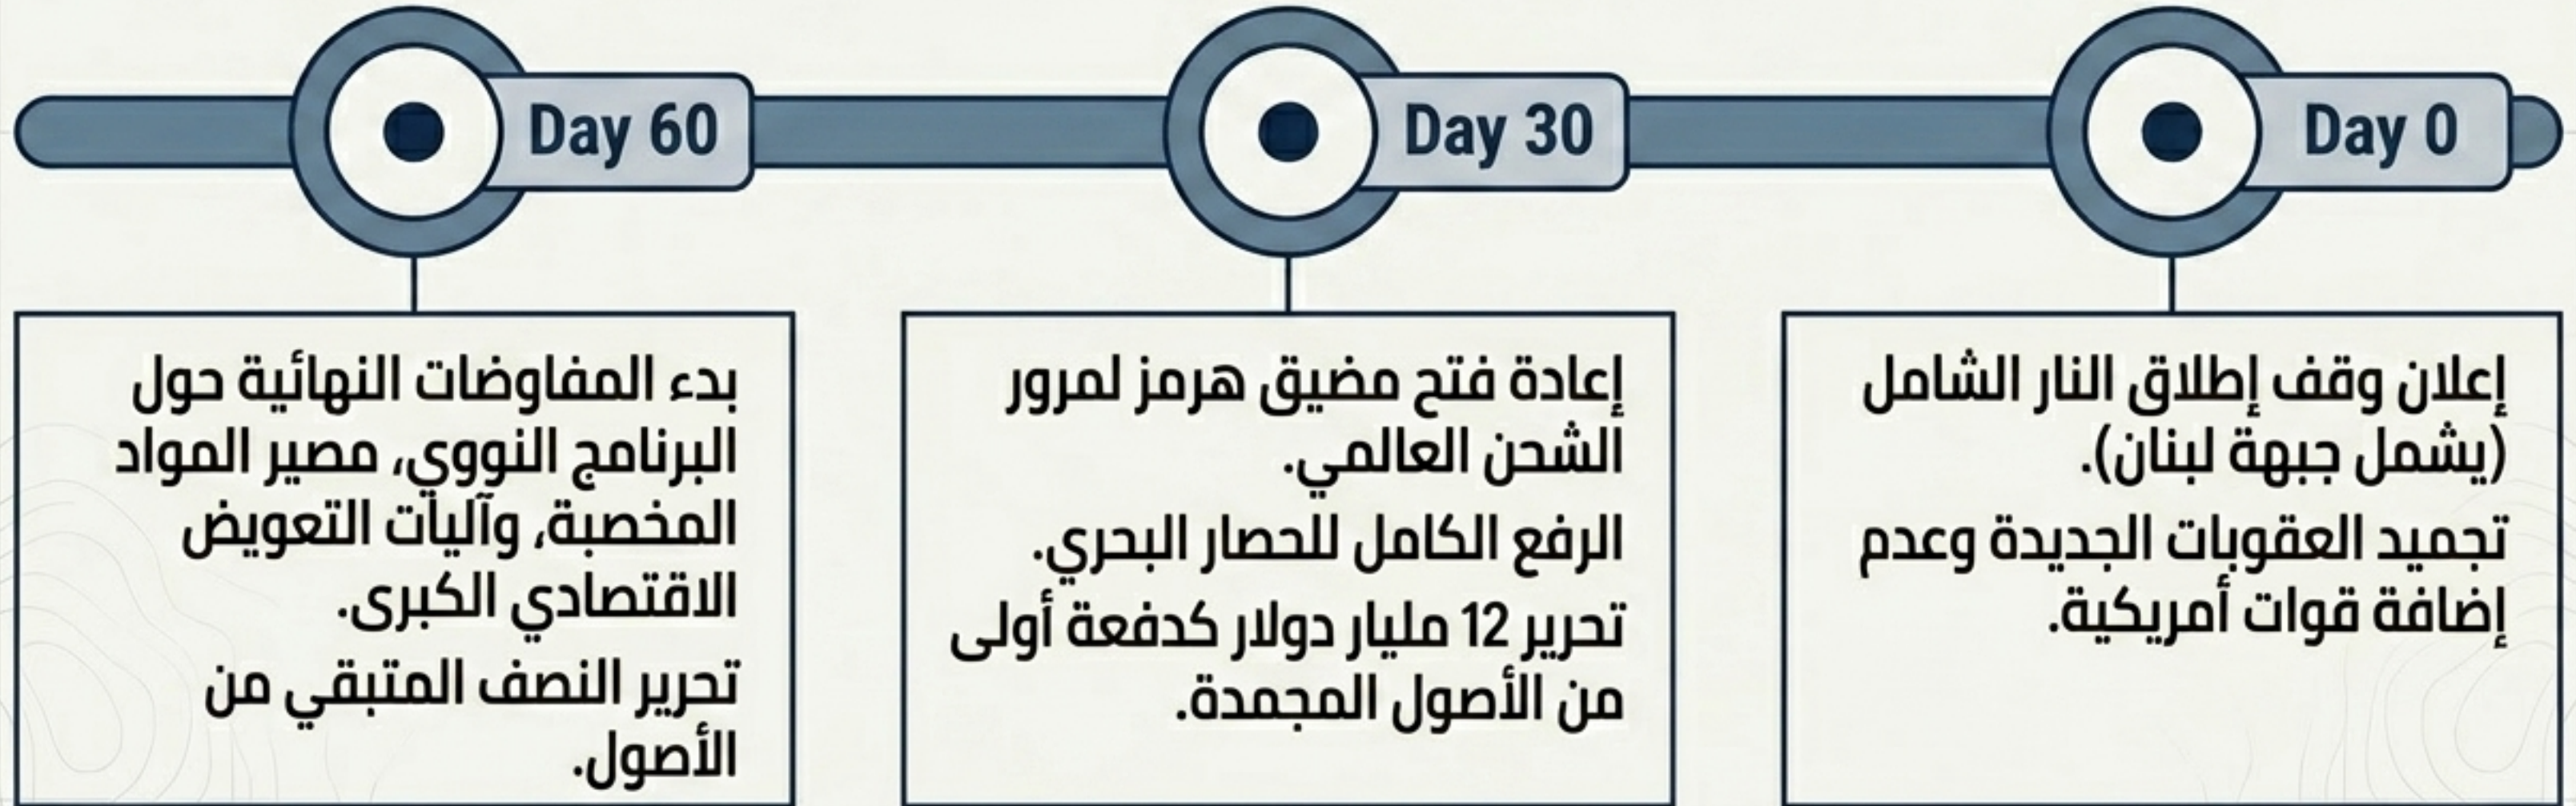 Day 0
إعلان وقف إطلاق النار الشامل
(يشمل جبهة لبنان).
تجميد العقوبات الجديدة وعدم
إضافة قوات أمريكية.
Day 30
إعادة فتح مضيق هرمز لمرور
الشحن العالمي.
الرفع الكامل للحصار البحري.
تحرير 12 مليار دولار كدفعة أولى
من الأصول المجمدة.
Day 60
بدء المفاوضات النهائية حول
البرنامج النووي، مصير المواد
المخصبة، وآليات التعويض
الاقتصادي الكبرى.
تحرير النصف المتبقي من
الأصول.